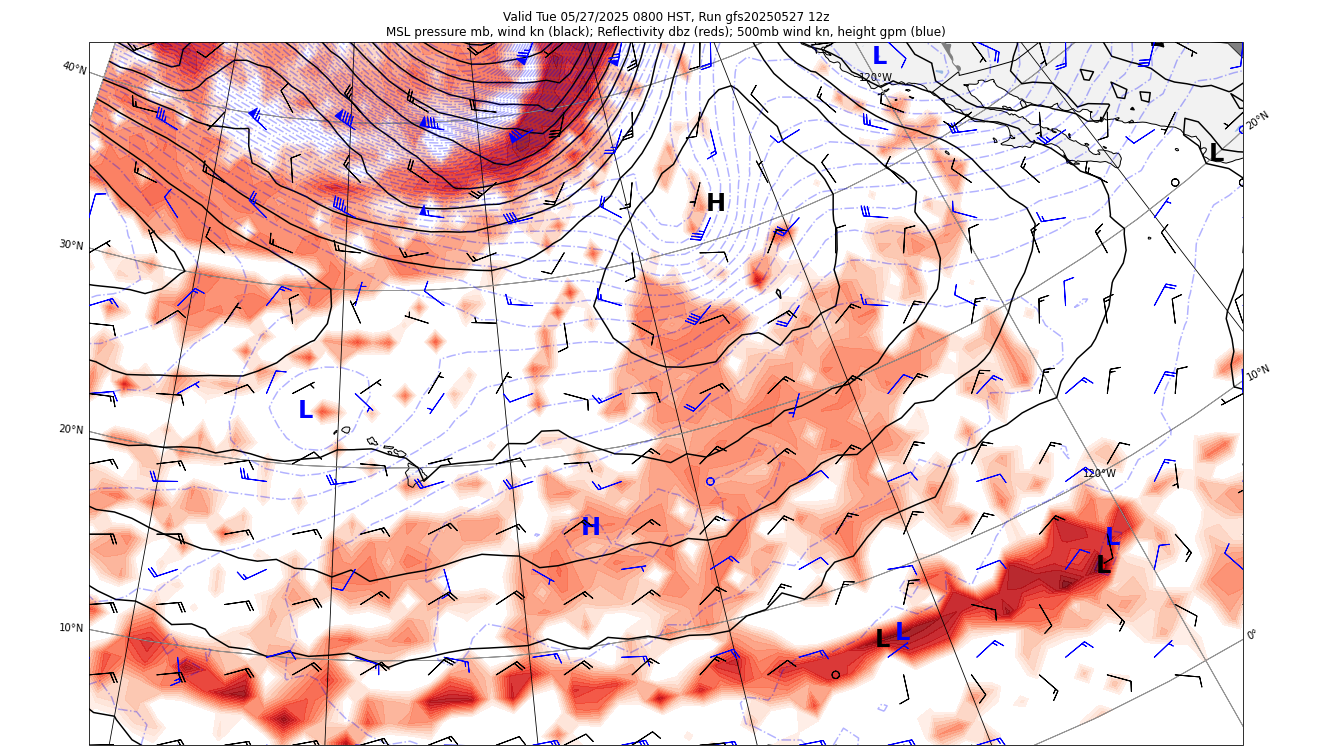 Valid Tue 05/27/2025 0800 HST, Run gfs20250527 12z
MSL pressure mb, wind kn (black); Reflectivity dbz (reds); 500mb wind kn, height gpm (blue)
L
40°N
120°W
20°N
L
H
30°N
10°N
L
20°N
120°W
H
L
L
10°N
L
L
0°